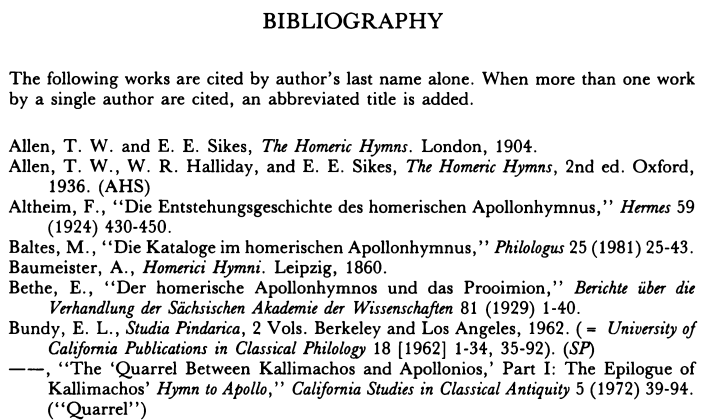 BIBLIOGRAPHY
The following works are cited by author's last name alone. When more than one work
by a single author are cited, an abbreviated title is added.
Allen, T. W. and E. E. Sikes, The Homeric Hymns. London, 1904.
Allen, T. W., W. R. Halliday, and E. E. Sikes, The Homeric Hymns, 2nd ed. Oxford,
1936. (AHS)
Altheim, F., "Die Entstehungsgeschichte des homerischen Apollonhymnus," Hermes 59
(1924) 430-450.
Baltes, M., "Die Kataloge im homerischen Apollonhymnus," Philologus 25 (1981) 25-43.
Baumeister, A., Homerici Hymni. Leipzig, 1860.
Bethe, E., "Der homerische Apollonhymnos und das Prooimion," Berichte über die
Verhandlung der Sächsischen Akademie der Wissenschaften 81 (1929) 1-40.
Bundy, E. L., Studia Pindarica, 2 Vols. Berkeley and Los Angeles, 1962. (= University of
California Publications in Classical Philology 18 [1962] 1-34, 35-92). (SP)
——, "The 'Quarrel Between Kallimachos and Apollonios,' Part I: The Epilogue of
Kallimachos' Hymn to Apollo," California Studies in Classical Antiquity 5 (1972) 39-94.
("Quarrel")